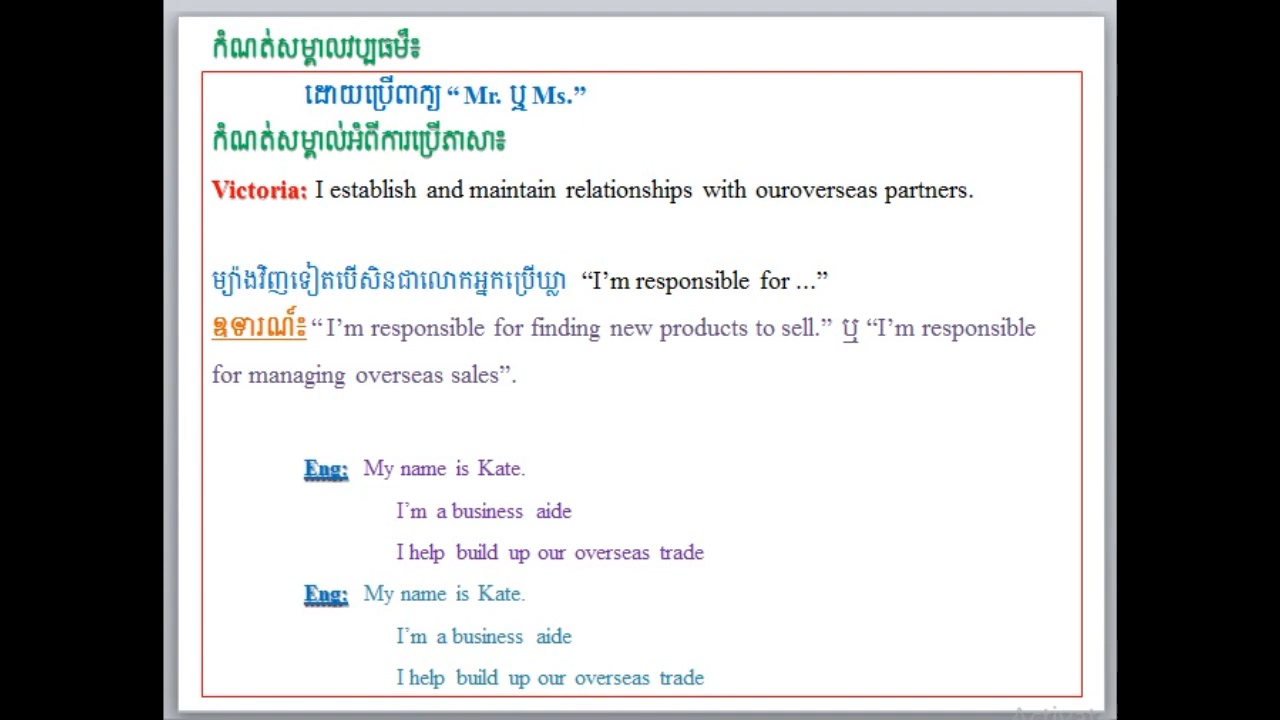 កំណត់សម្គាលវប្បធម៌៖
ដោយប្រើពាក្យ “ Mr. ឬ Ms.”
កំណត់សម្គាល់អំពីការប្រើភាសា៖
Victoria: I establish and maintain relationships with ouroverseas partners.
ម្យ៉ាងវិញទៀតបើសិនជាលោកអ្នកប្រើឃ្លា “I’m responsible for ...”
ឧទារណ៍៖ “ I’m responsible for finding new products to sell.” ឬ “I’m responsible
for managing overseas sales”.
Eng: My name is Kate.
I’m a business aide
I help build up our overseas trade
Eng: My name is Kate.
I’m a business aide
I help build up our overseas trade